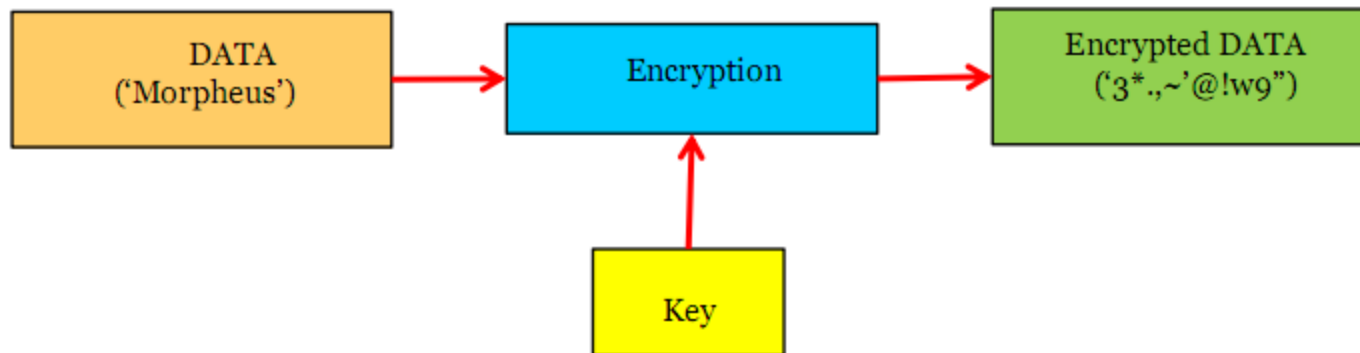 DATA
(‘Morpheus’)
Encryption
Encrypted DATA
(‘3*.,~’@!w9”)
Key